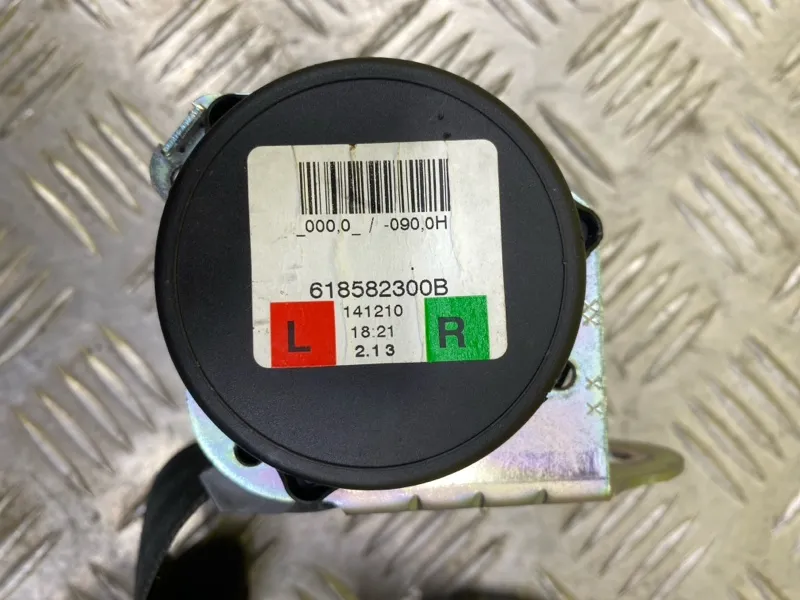 _000,0_ / -090,0H
618582300B
L 141210 R
18:21
2.13